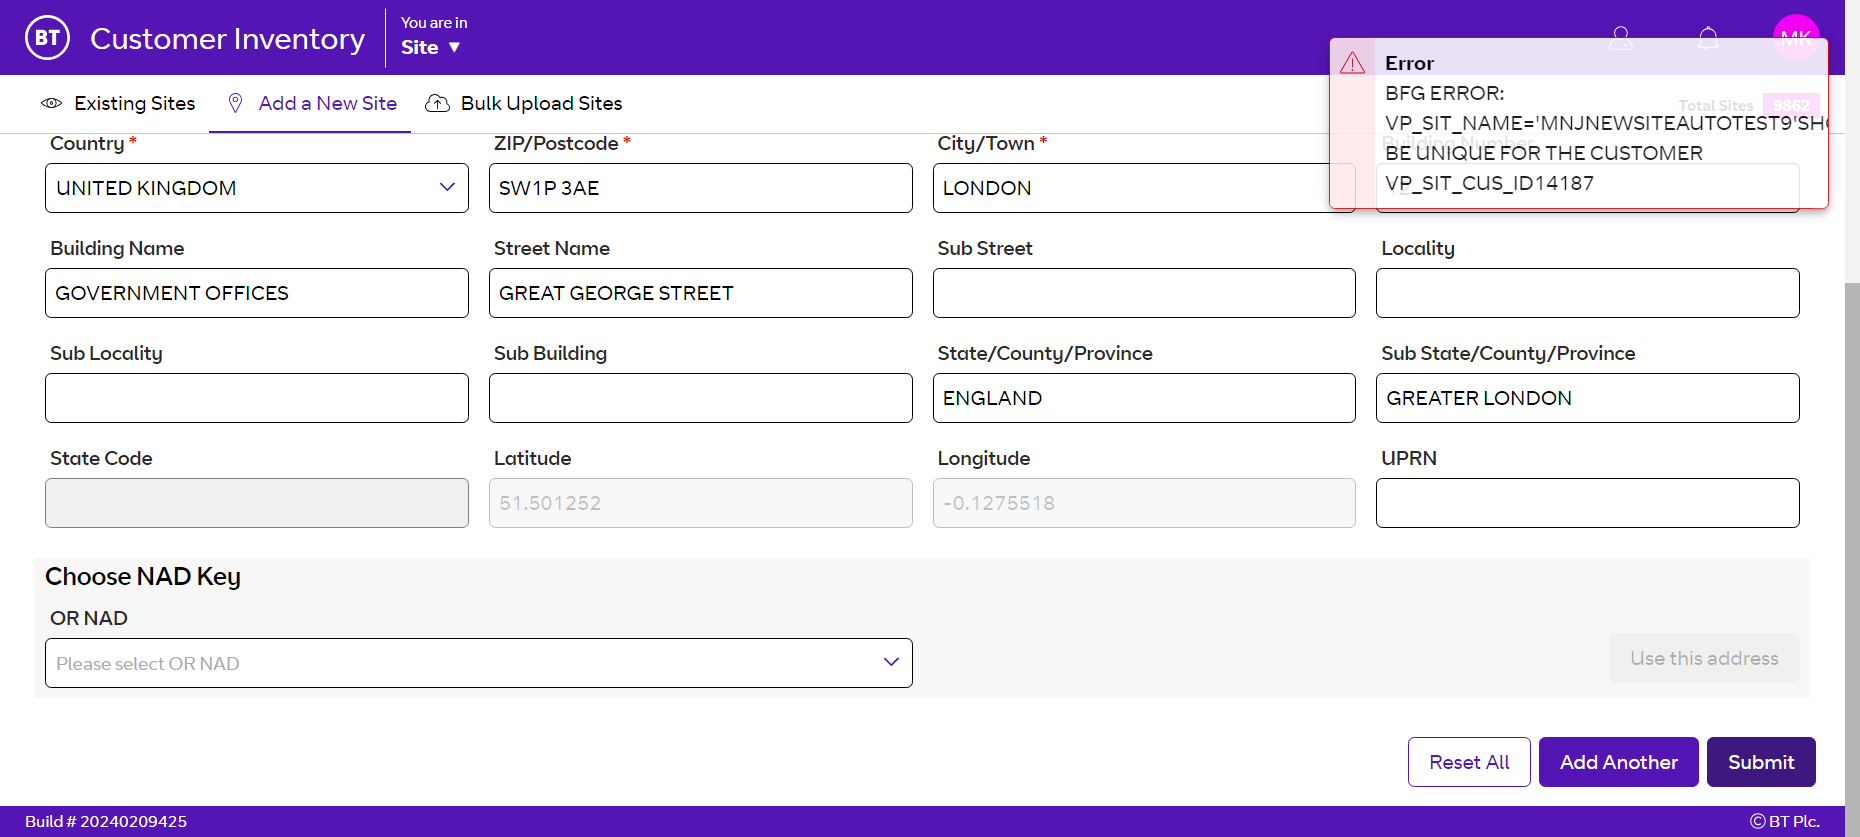 BT
Customer Inventory
You are in
Site
MK
Error
BFG ERROR:
VP_SIT_NAME='MNJNEWSITEAUTOTEST9'SHO
BE UNIQUE FOR THE CUSTOMER
VP_SIT_CUS_ID14187
Existing Sites
Add a New Site
Bulk Upload Sites
Total Sites 9862
Country *
ZIP/Postcode *
City/Town *
Building Number
UNITED KINGDOM
SW1P 3AE
LONDON
Building Name
Street Name
Sub Street
Locality
GOVERNMENT OFFICES
GREAT GEORGE STREET
Sub Locality
Sub Building
State/County/Province
Sub State/County/Province
ENGLAND
GREATER LONDON
State Code
Latitude
Longitude
UPRN
51.501252
-0.1275518
Choose NAD Key
OR NAD
Please select OR NAD
Use this address
Reset All
Add Another
Submit
Build # 20240209425
© BT Plc.